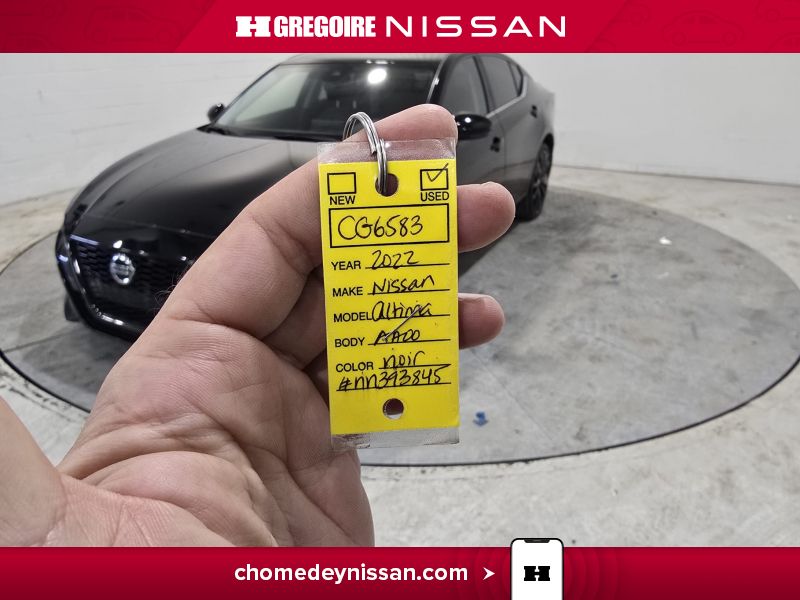 H GREGOIRE NISSAN
NEW USED
CG6583
YEAR 2022
MAKE Nissan
MODEL Altima
BODY
COLOR noir
#nn393845
chomedeynissan.com
H